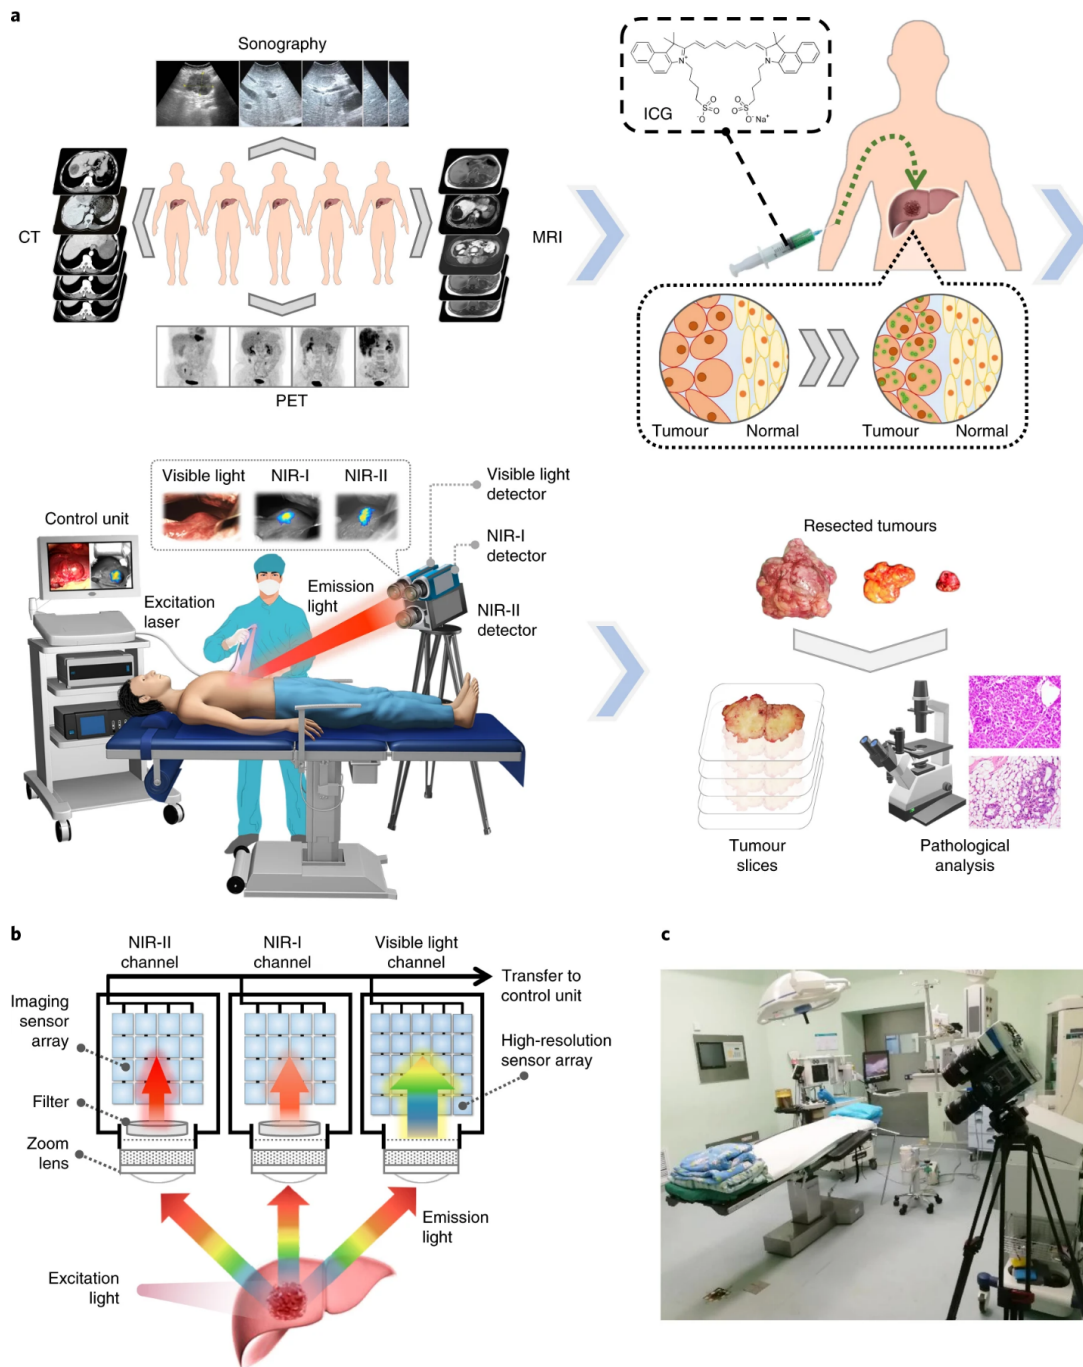 a
Sonography
CT
MRI
PET
ICG
N⁺
N
S
O
O
⁻O
S
O
O
O⁻Na⁺
Tumour
Normal
Tumour
Normal
Control unit
Visible light
NIR-I
NIR-II
Visible light
detector
NIR-I
detector
NIR-II
detector
Excitation
laser
Emission
light
Resected tumours
Tumour
slices
Pathological
analysis
b
NIR-II
channel
NIR-I
channel
Visible light
channel
Transfer to
control unit
Imaging
sensor
array
High-resolution
sensor array
Filter
Zoom
lens
Emission
light
Excitation
light
c